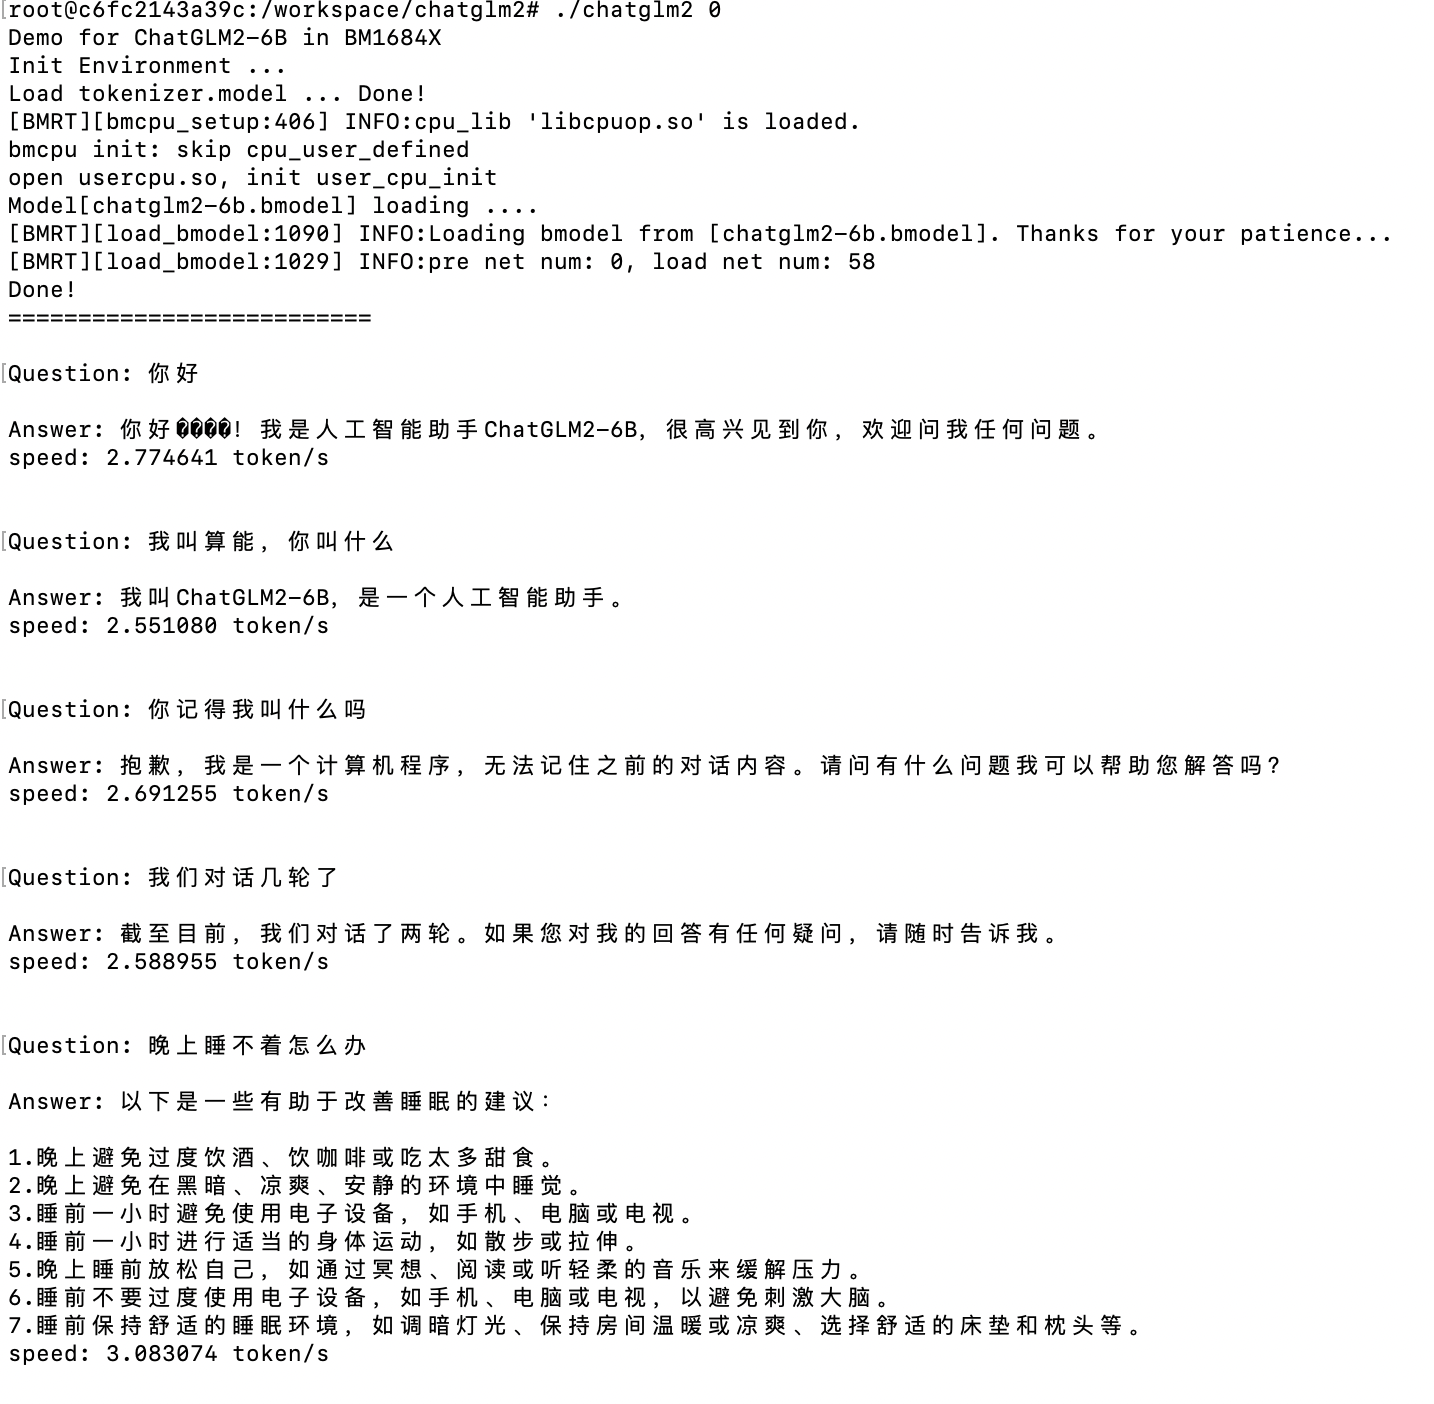 [root@c6fc2143a39c:/workspace/chatglm2# ./chatglm2 0
Demo for ChatGLM2-6B in BM1684X
Init Environment ...
Load tokenizer.model ... Done!
[BMRT][bmcpu_setup:406] INFO:cpu_lib 'libcpuop.so' is loaded.
bmcpu init: skip cpu_user_defined
open usercpu.so, init user_cpu_init
Model[chatglm2-6b.bmodel] loading ....
[BMRT][load_bmodel:1090] INFO:Loading bmodel from [chatglm2-6b.bmodel]. Thanks for your patience...
[BMRT][load_bmodel:1029] INFO:pre net num: 0, load net num: 58
Done!
==========================
[Question: 你好
Answer: 你好����! 我是人工智能助手ChatGLM2-6B, 很高兴见到你, 欢迎问我任何问题。
speed: 2.774641 token/s
[Question: 我叫算能, 你叫什么
Answer: 我叫ChatGLM2-6B, 是一个人工智能助手。
speed: 2.551080 token/s
[Question: 你记得我叫什么吗
Answer: 抱歉, 我是一个计算机程序, 无法记住之前的对话内容。请问有什么问题我可以帮助您解答吗?
speed: 2.691255 token/s
[Question: 我们对话几轮了
Answer: 截至目前, 我们对话了两轮。如果您对我的回答有任何疑问, 请随时告诉我。
speed: 2.588955 token/s
[Question: 晚上睡不着怎么办
Answer: 以下是一些有助于改善睡眠的建议:
1.晚上避免过度饮酒、饮咖啡或吃太多甜食。
2.晚上避免在黑暗、凉爽、安静的环境中睡觉。
3.睡前一小时避免使用电子设备, 如手机、电脑或电视。
4.睡前一小时进行适当的身体运动, 如散步或拉伸。
5.晚上睡前放松自己, 如通过冥想、阅读或听轻柔的音乐来缓解压力。
6.睡前不要过度使用电子设备, 如手机、电脑或电视, 以避免刺激大脑。
7.睡前保持舒适的睡眠环境, 如调暗灯光、保持房间温暖或凉爽、选择舒适的床垫和枕头等。
speed: 3.083074 token/s